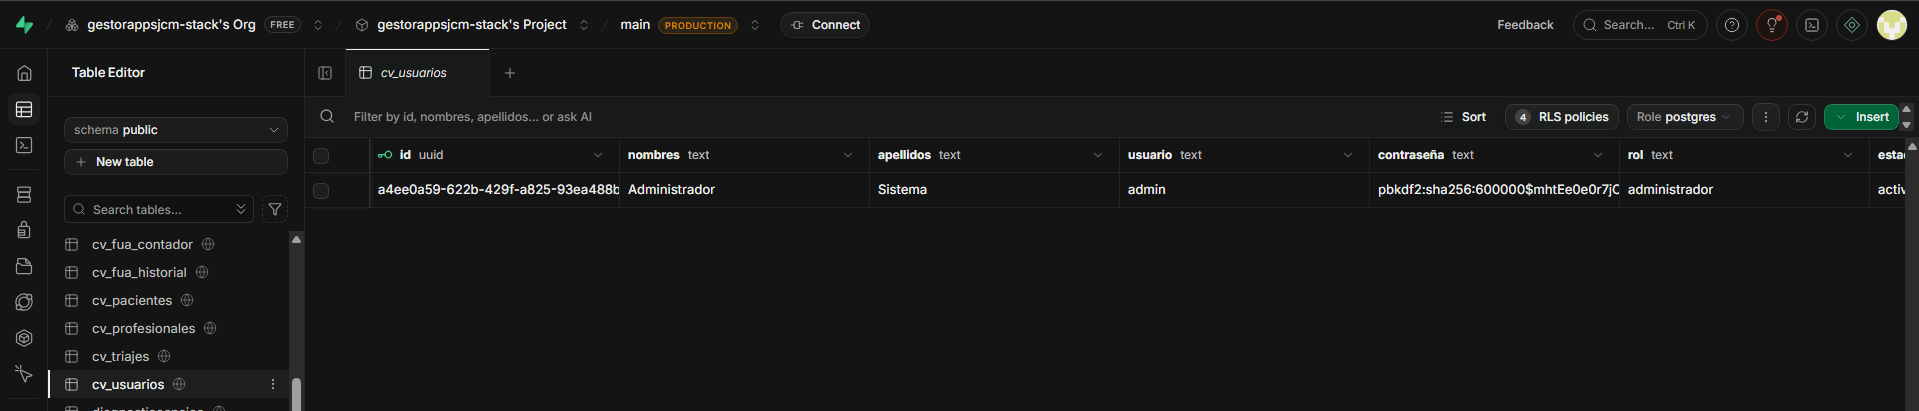 gestorappsjcm-stack's Org FREE / gestorappsjcm-stack's Project / main PRODUCTION Connect Feedback Search... Ctrl K
Table Editor
cv_usuarios
schema public
New table
Search tables...
cv_fua_contador
cv_fua_historial
cv_pacientes
cv_profesionales
cv_triajes
cv_usuarios
Filter by id, nombres, apellidos... or ask AI Sort 4 RLS policies Role postgres Insert
id uuid nombres text apellidos text usuario text contraseña text rol text
a4ee0a59-622b-429f-a825-93ea488b Administrador Sistema admin pbkdf2:sha256:600000$mhtEe0e0r7jC administrador activ